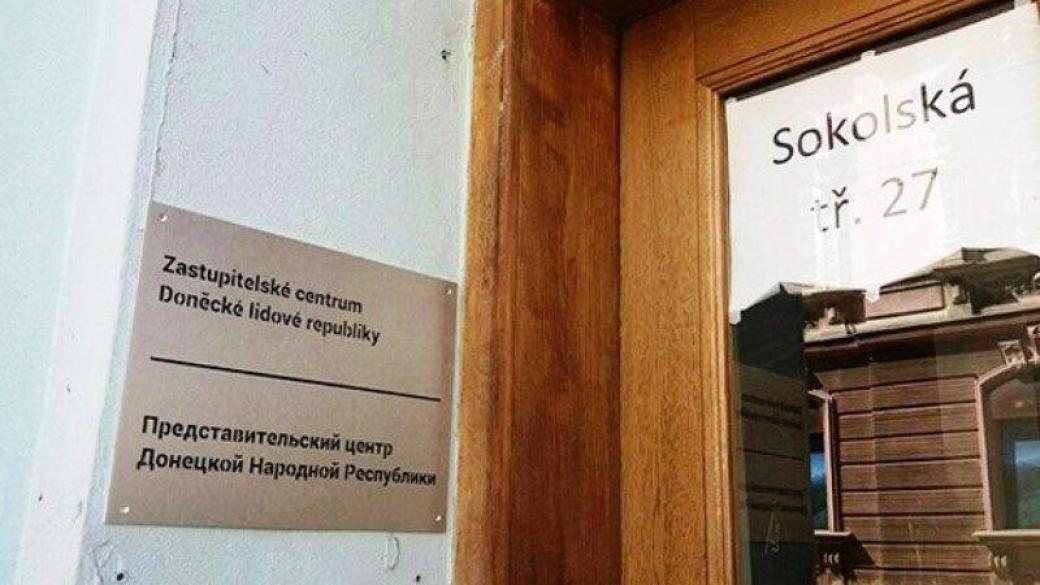 Zastupitelské centrum
Doněcké lidové republiky
Представительский центр
Донецкой Народной Республики
Sokolská
tř. 27